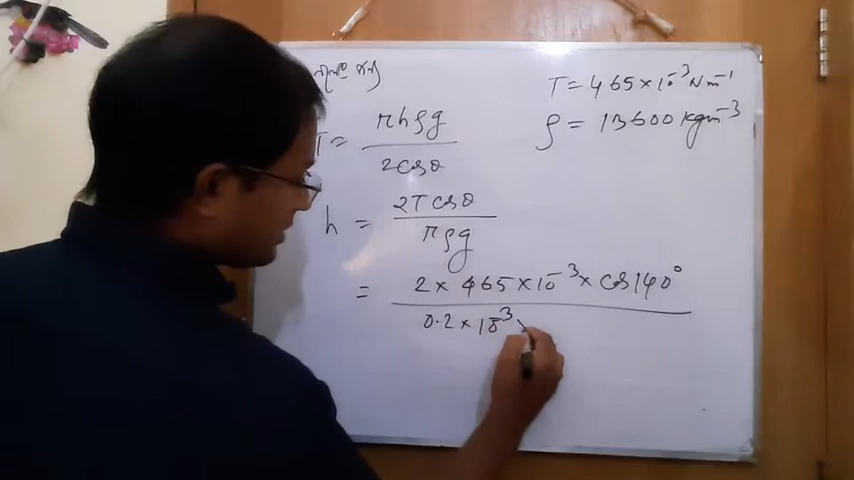 T = 465×10⁻³ Nm⁻¹
T = rhρg / 2cosθ
ρ = 13600 kgm⁻³
h = 2Tcosθ / rρg
= 2 × 465 × 10⁻³ × cos140° / 0.2 × 10⁻³